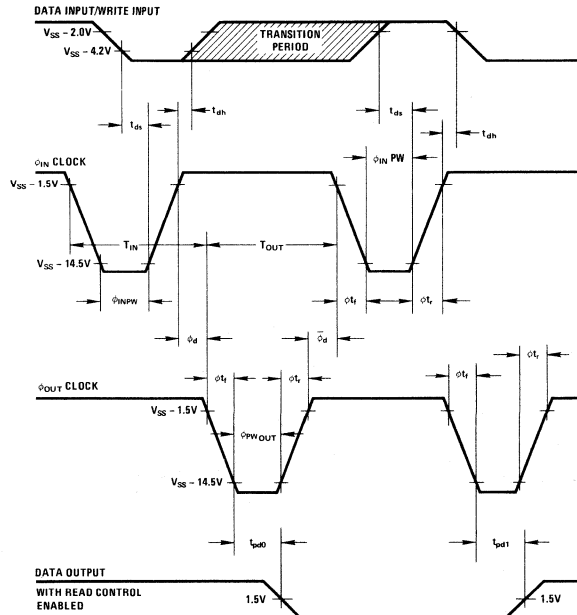 DATA INPUT/WRITE INPUT
VSS – 2.0V
VSS – 4.2V
TRANSITION
PERIOD
tdh
tds
tds
tdh
ϕIN PW
ϕIN CLOCK
VSS – 1.5V
TIN
TOUT
VSS – 14.5V
ϕINPW
ϕtf
ϕtr
ϕd
ϕ̄d
ϕtf
ϕtr
ϕtf
ϕtr
ϕOUT CLOCK
VSS – 1.5V
ϕPWOUT
VSS – 14.5V
tpd0
tpd1
DATA OUTPUT
WITH READ CONTROL
ENABLED
1.5V
1.5V